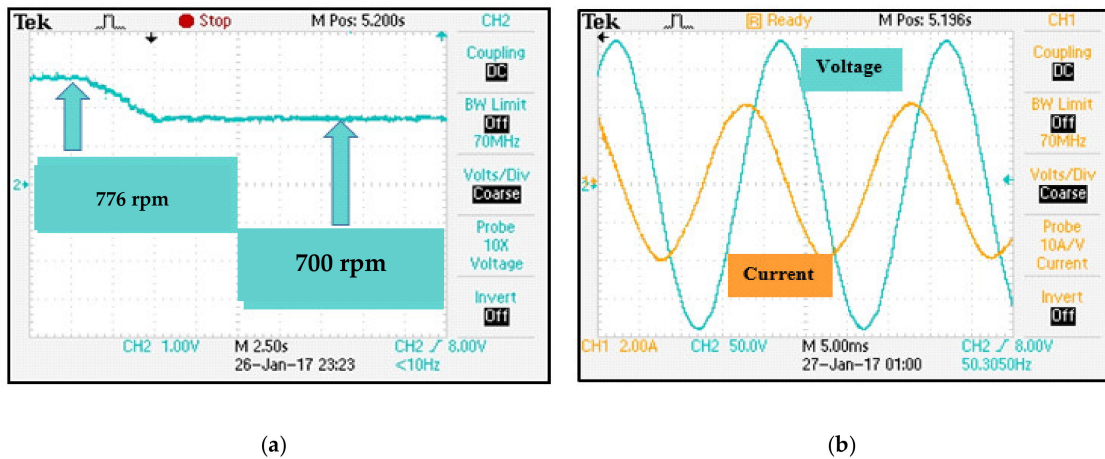 Tek Stop M Pos: 5.200s CH2
Coupling
DC
BW Limit
Off
70MHz
Volts/Div
Coarse
Probe
10X
Voltage
Invert
Off
2
776 rpm
700 rpm
CH2 1.00V M 2.50s CH2 8.00V
26-Jan-17 23:23 <10Hz
(a)
Tek R Ready M Pos: 5.196s CH1
Coupling
DC
BW Limit
Off
70MHz
Volts/Div
Coarse
Probe
10A/V
Current
Invert
Off
Voltage
2
Current
CH1 2.00A CH2 50.0V M 5.00ms CH2 8.00V
27-Jan-17 01:00 50.3050Hz
(b)